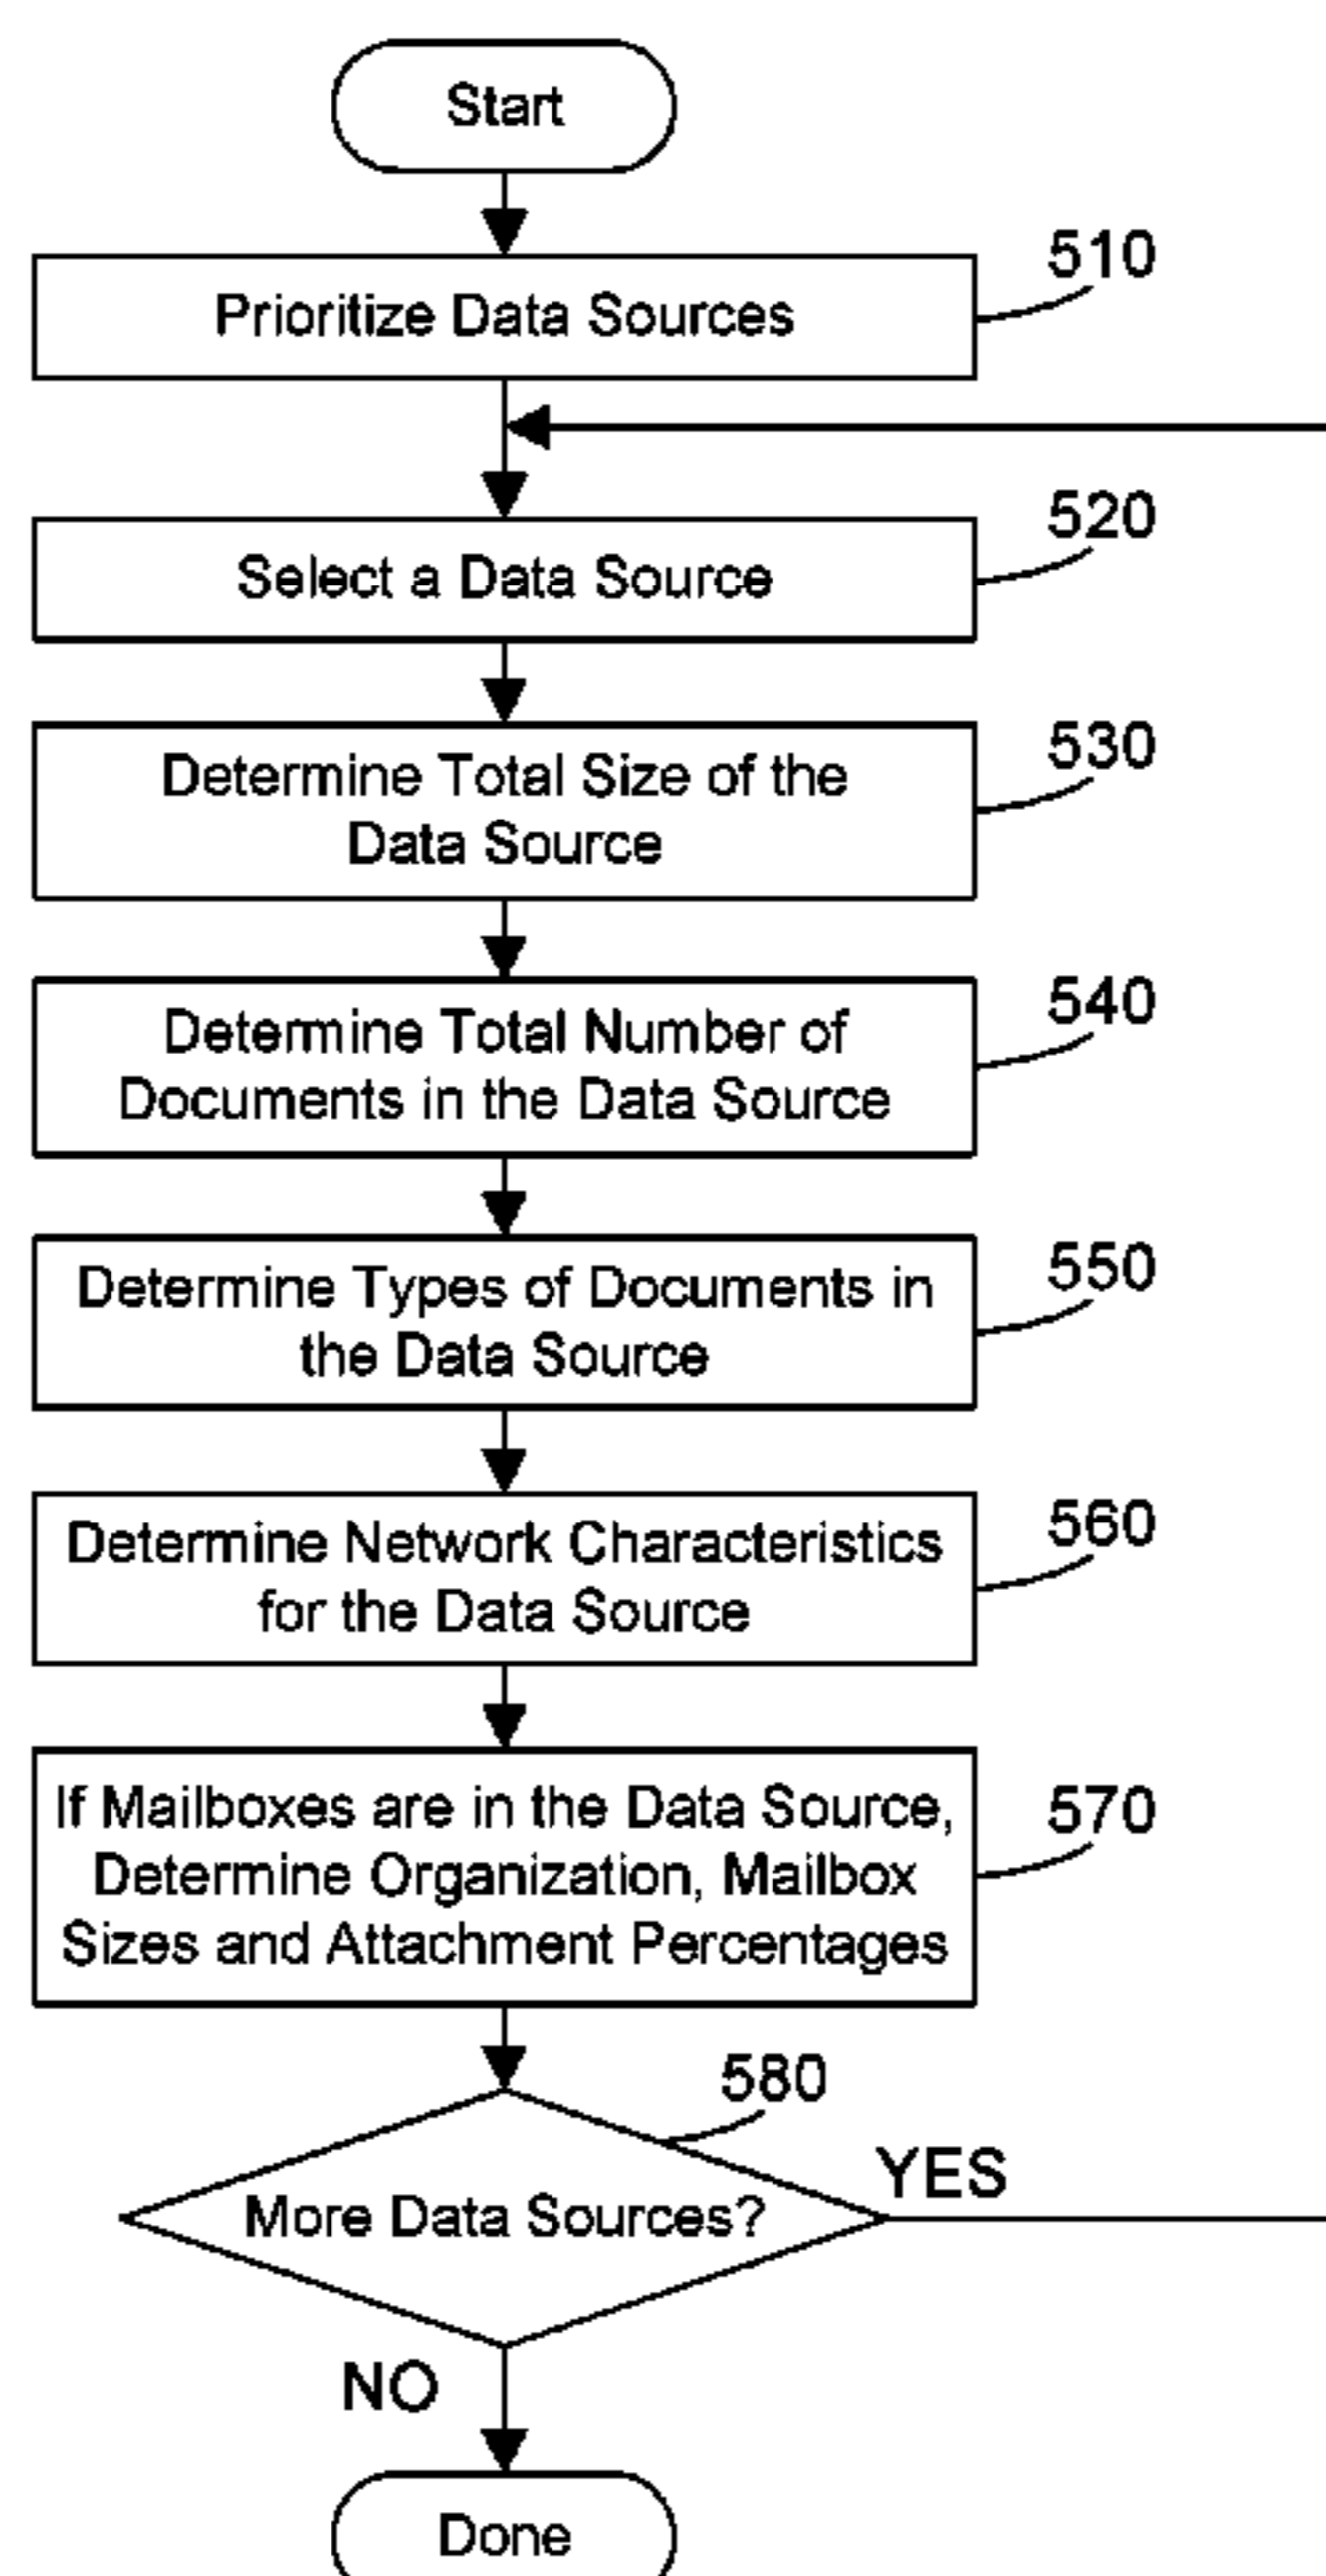 Start
510
Prioritize Data Sources
520
Select a Data Source
530
Determine Total Size of the
Data Source
540
Determine Total Number of
Documents in the Data Source
550
Determine Types of Documents in
the Data Source
560
Determine Network Characteristics
for the Data Source
570
If Mailboxes are in the Data Source,
Determine Organization, Mailbox
Sizes and Attachment Percentages
580
More Data Sources?
YES
NO
Done